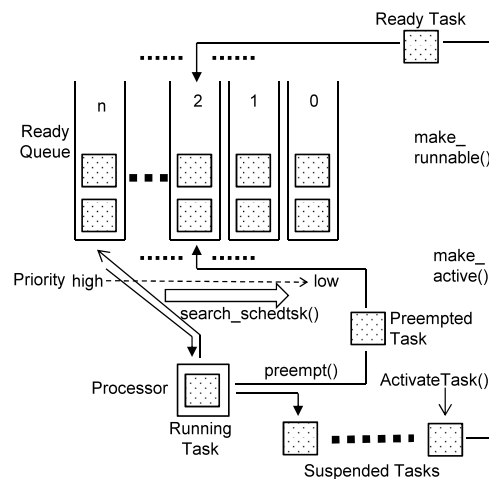 Ready Task
n
2
1
0
Ready
Queue
make_
runnable()
make_
active()
Priority high
low
search_schedtsk()
Preempted
Task
preempt()
Processor
ActivateTask()
Running
Task
Suspended Tasks